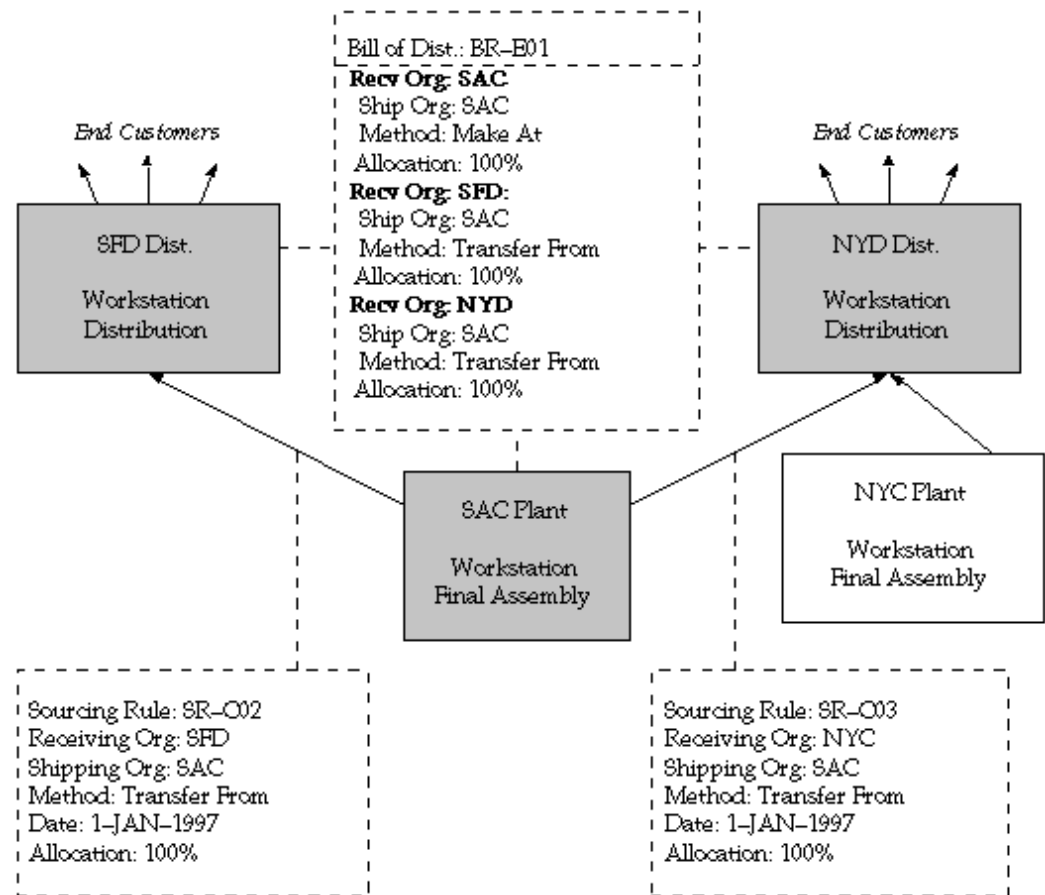 Bill of Dist.: BR–E01
Recv Org: SAC
Ship Org: SAC
Method: Make At
Allocation: 100%
Recv Org: SFD:
Ship Org: SAC
Method: Transfer From
Allocation: 100%
Recv Org: NYD
Ship Org: SAC
Method: Transfer From
Allocation: 100%
End Customers
SFD Dist.
Workstation
Distribution
End Customers
NYD Dist.
Workstation
Distribution
SAC Plant
Workstation
Final Assembly
NYC Plant
Workstation
Final Assembly
Sourcing Rule: SR–C02
Receiving Org: SFD
Shipping Org: SAC
Method: Transfer From
Date: 1–JAN–1997
Allocation: 100%
Sourcing Rule: SR–C03
Receiving Org: NYC
Shipping Org: SAC
Method: Transfer From
Date: 1–JAN–1997
Allocation: 100%